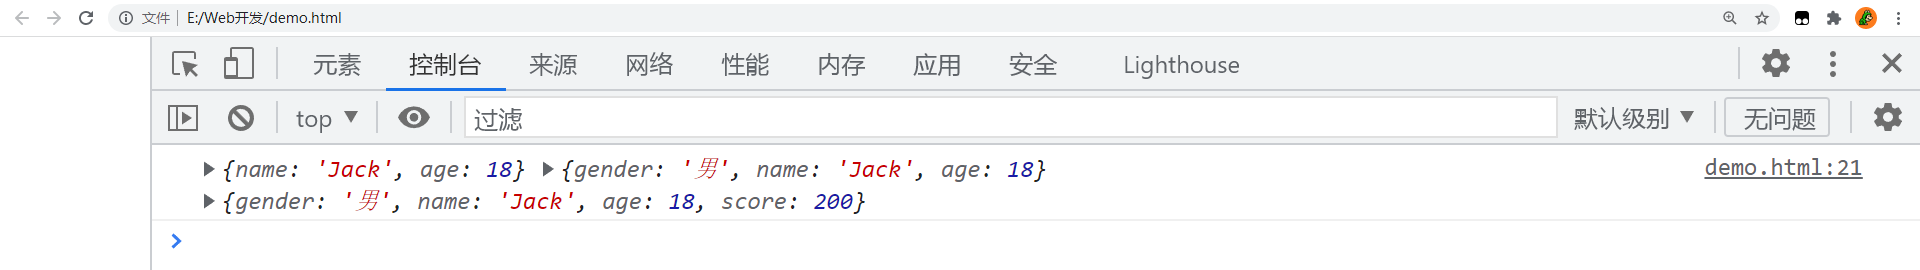 文件 E:/Web开发/demo.html
元素 控制台 来源 网络 性能 内存 应用 安全 Lighthouse
top 过滤 默认级别 无问题
{name: 'Jack', age: 18} {gender: '男', name: 'Jack', age: 18} demo.html:21
{gender: '男', name: 'Jack', age: 18, score: 200}